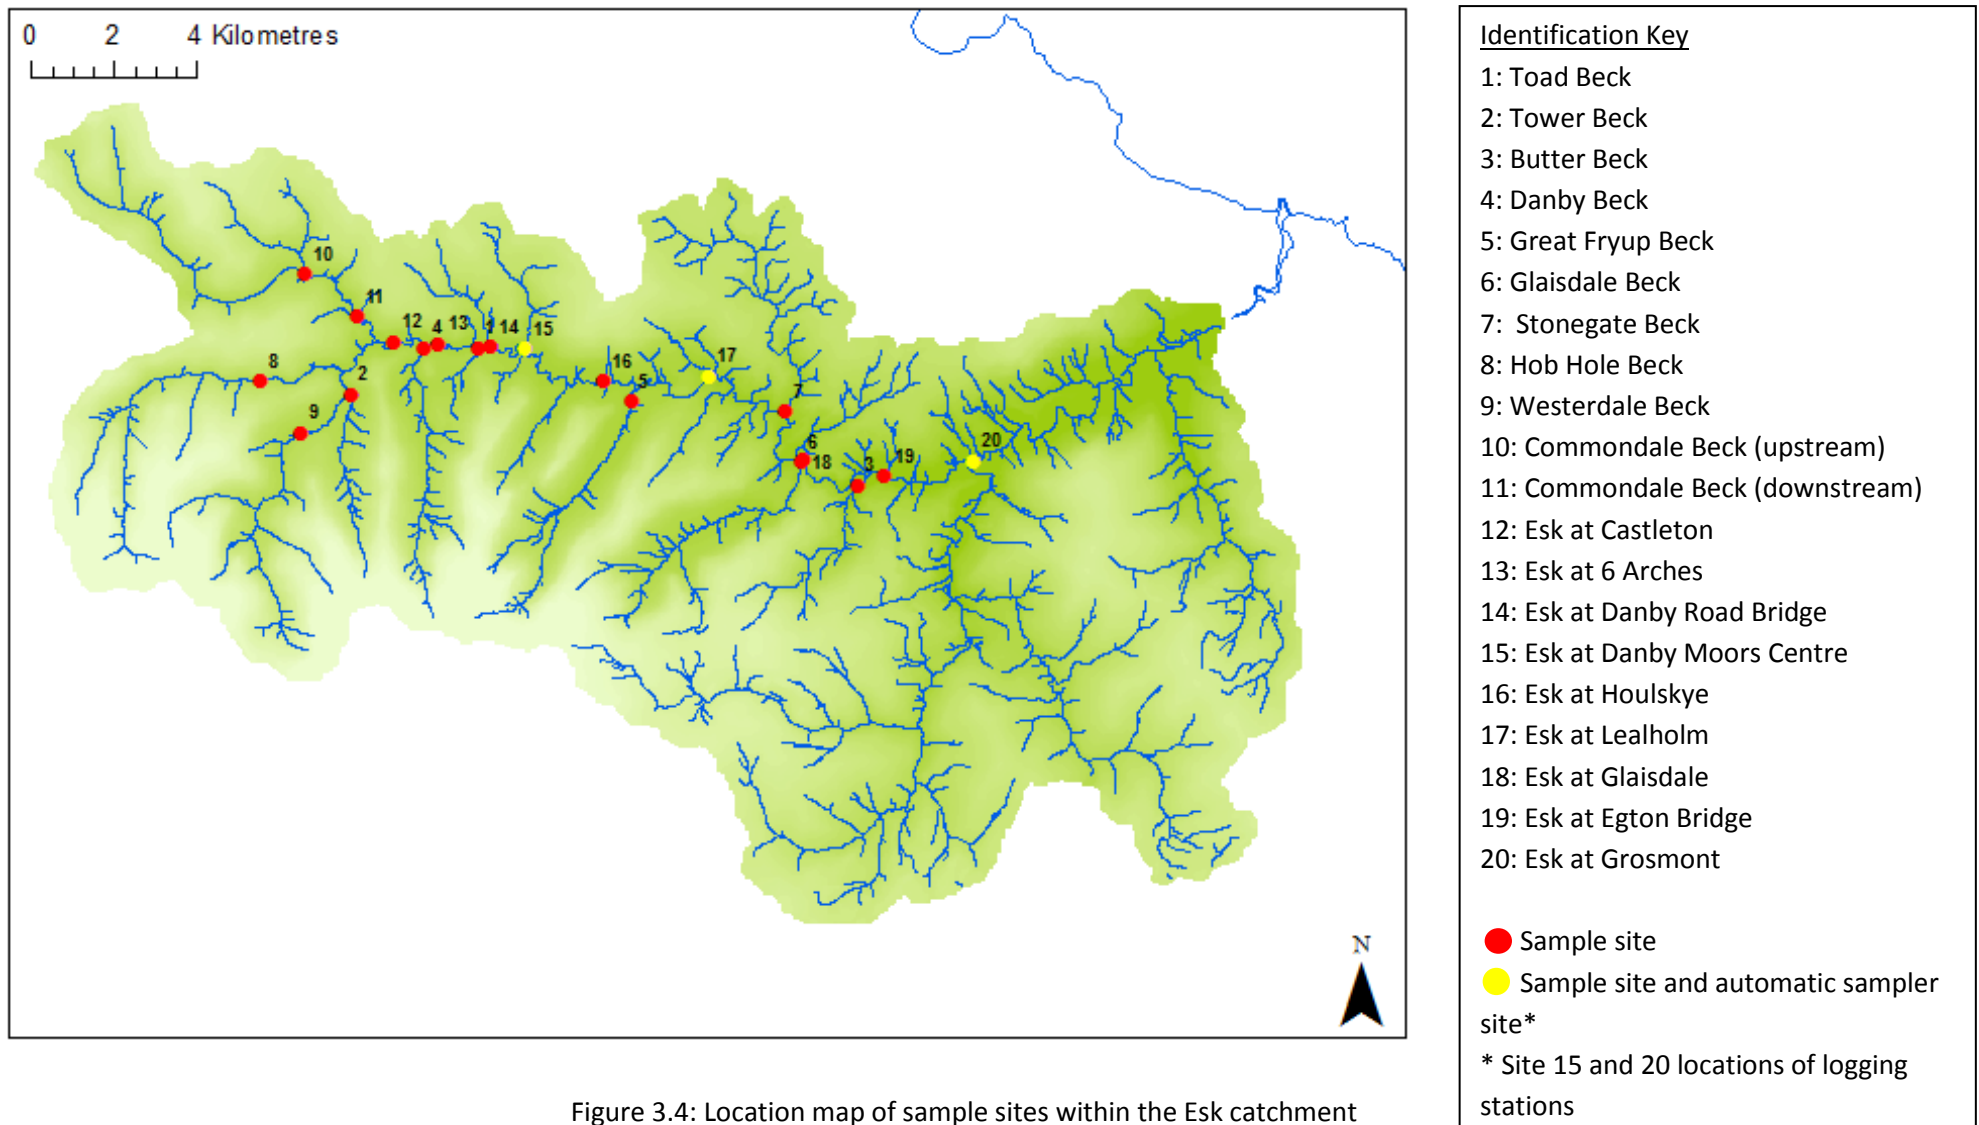 0 2 4 Kilometres
10
11
12 4 13 1 14 15
8
2
16
5
17
9
7
6
18
3
19
20
N
Identification Key
1: Toad Beck
2: Tower Beck
3: Butter Beck
4: Danby Beck
5: Great Fryup Beck
6: Glaisdale Beck
7: Stonegate Beck
8: Hob Hole Beck
9: Westerdale Beck
10: Commondale Beck (upstream)
11: Commondale Beck (downstream)
12: Esk at Castleton
13: Esk at 6 Arches
14: Esk at Danby Road Bridge
15: Esk at Danby Moors Centre
16: Esk at Houlskye
17: Esk at Lealholm
18: Esk at Glaisdale
19: Esk at Egton Bridge
20: Esk at Grosmont
Sample site
Sample site and automatic sampler
site*
* Site 15 and 20 locations of logging
stations
Figure 3.4: Location map of sample sites within the Esk catchment